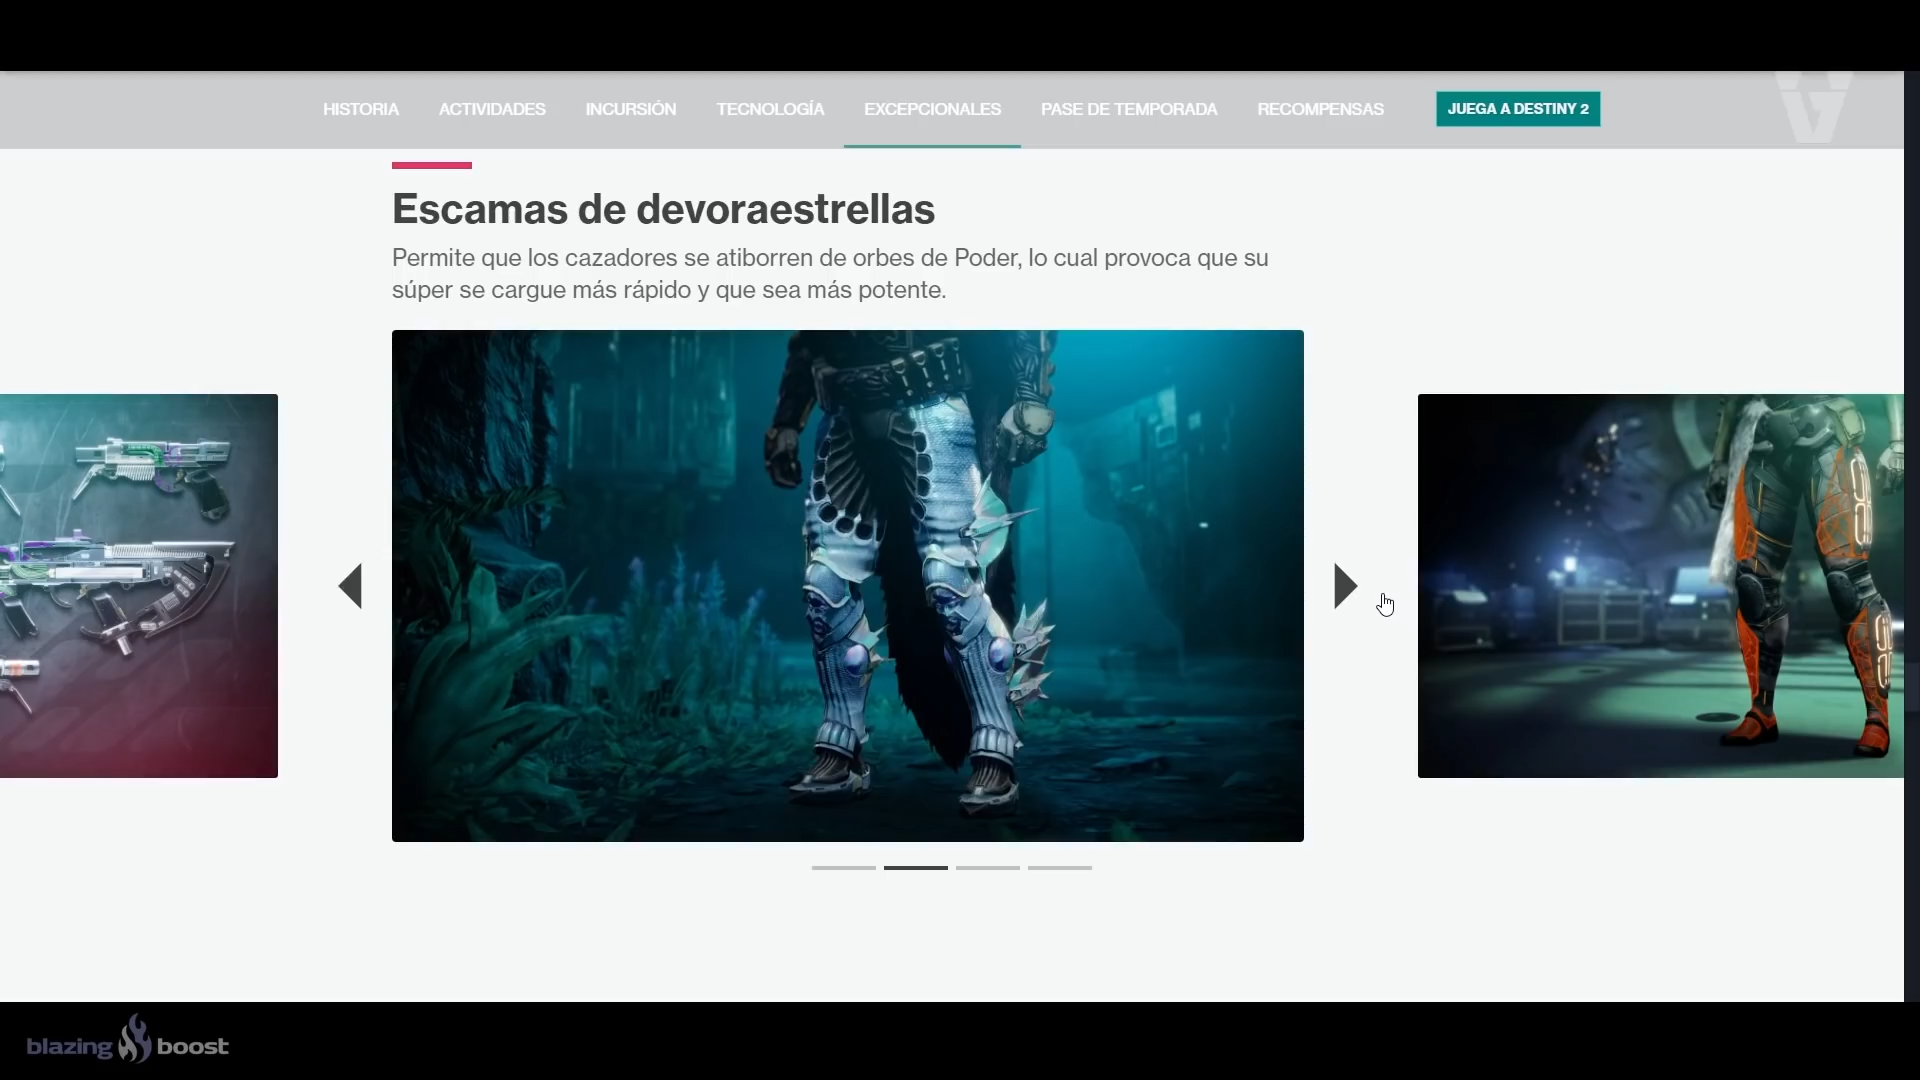 HISTORIA ACTIVIDADES INCURSIÓN TECNOLOGÍA EXCEPCIONALES PASE DE TEMPORADA RECOMPENSAS JUEGA A DESTINY 2
Escamas de devoraestrellas
Permite que los cazadores se atiborren de orbes de Poder, lo cual provoca que su
súper se cargue más rápido y que sea más potente.
blazing boost